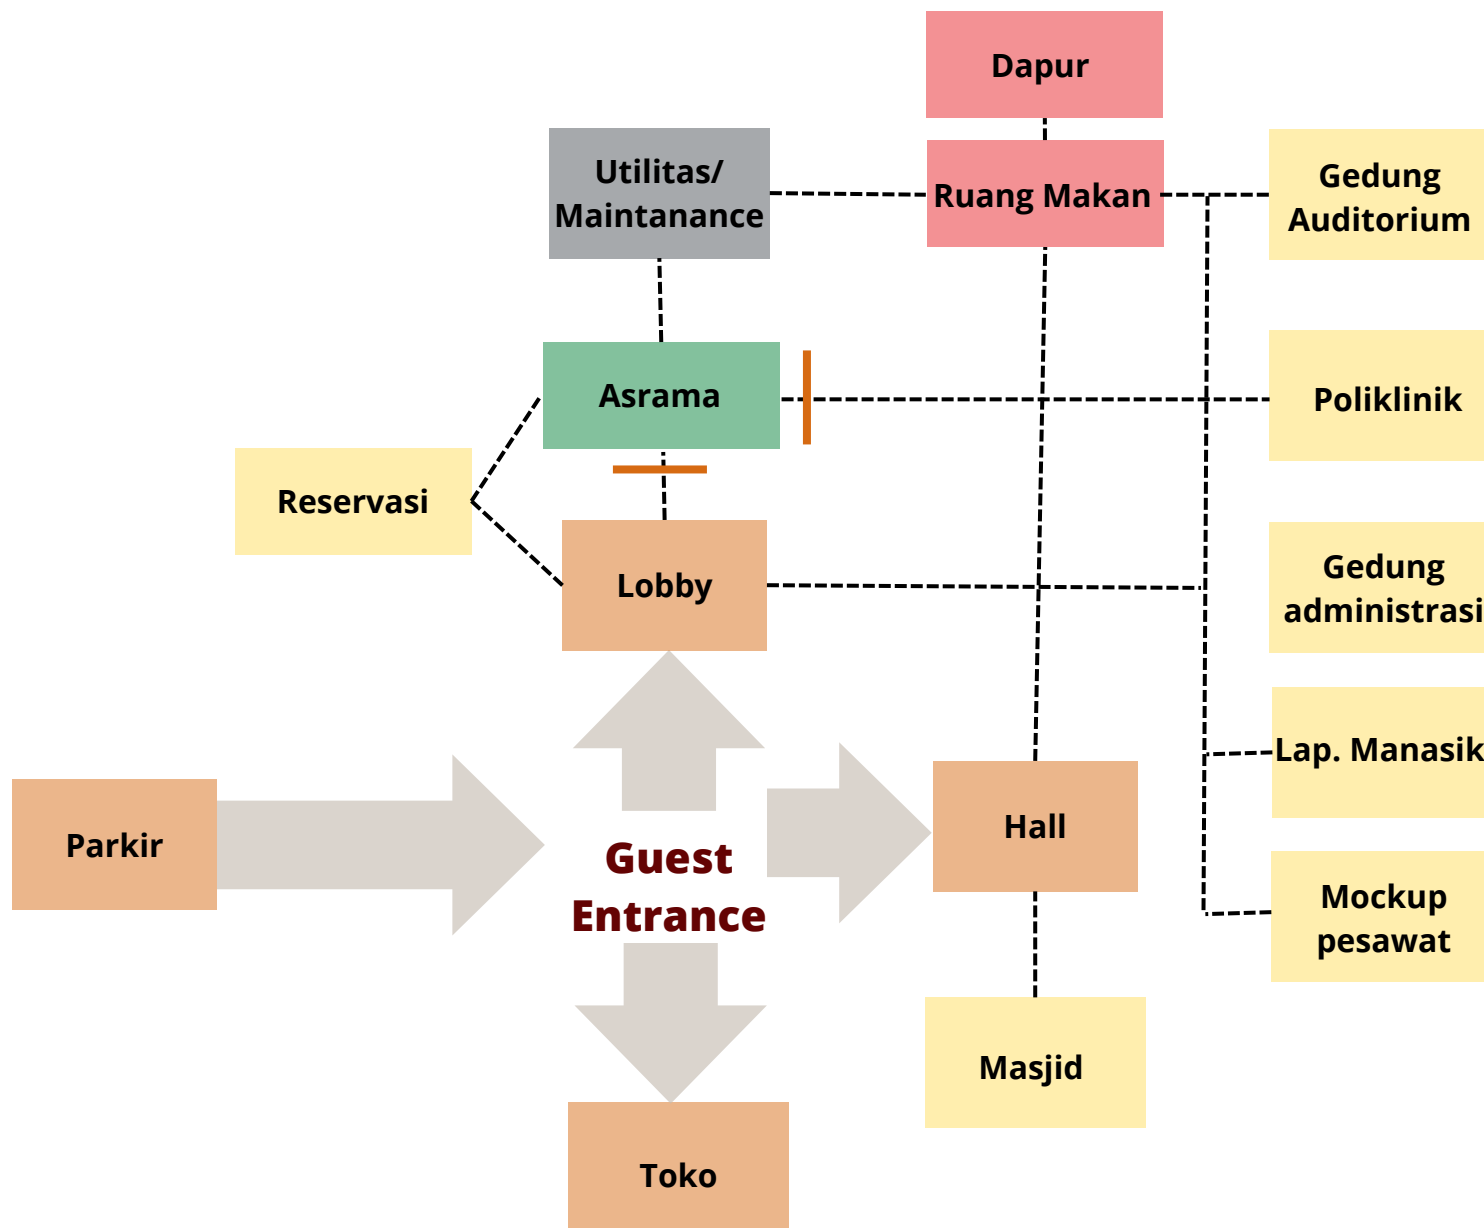 Dapur
Utilitas/
Maintanance
Ruang Makan
Gedung
Auditorium
Asrama
Poliklinik
Reservasi
Lobby
Gedung
administrasi
Lap. Manasik
Parkir
Guest
Entrance
Hall
Mockup
pesawat
Masjid
Toko